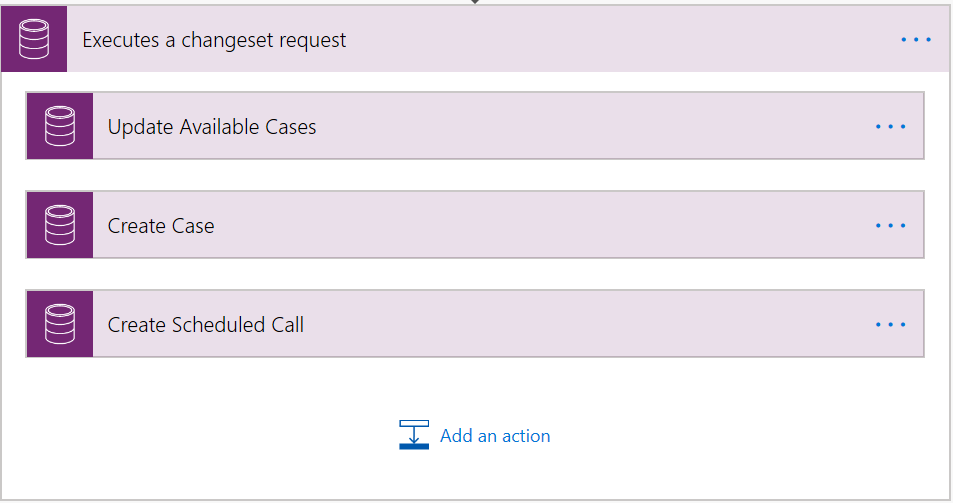 Executes a changeset request
Update Available Cases
Create Case
Create Scheduled Call
Add an action